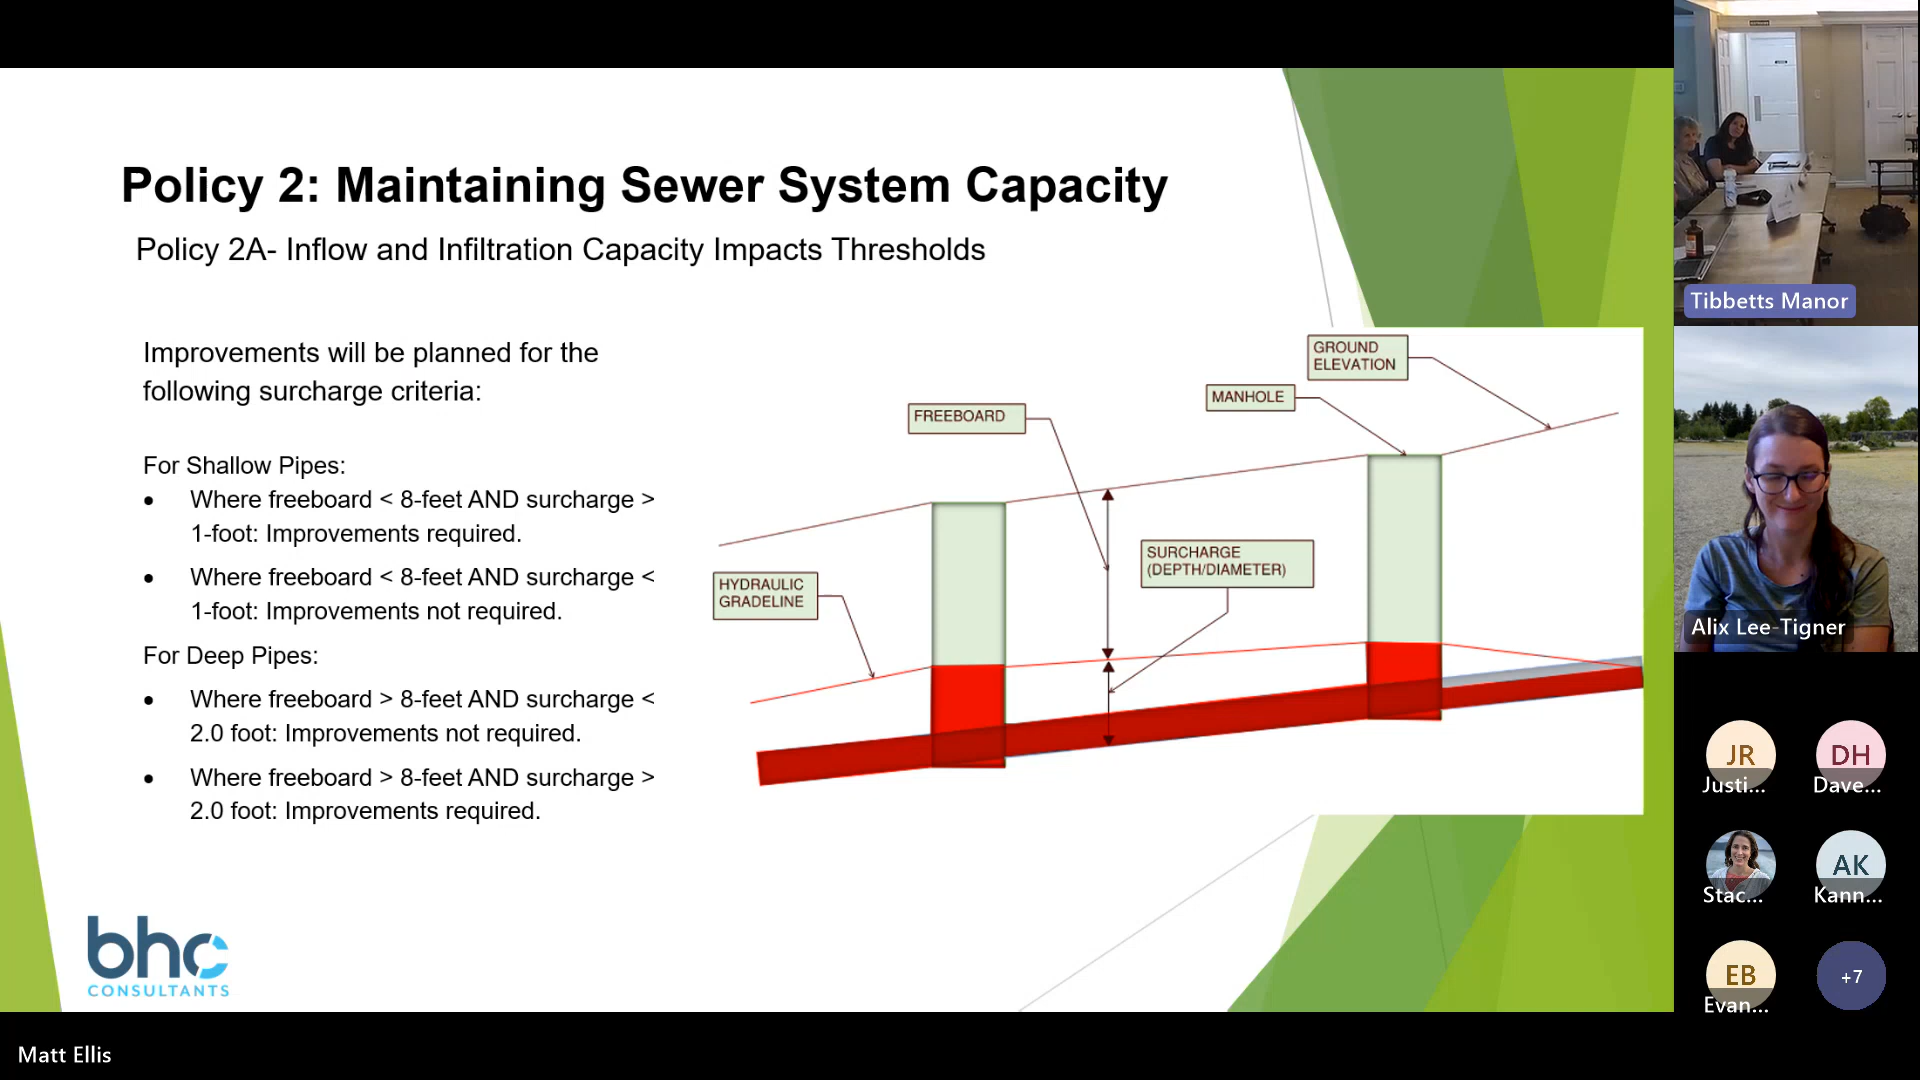 Policy 2: Maintaining Sewer System Capacity
Policy 2A- Inflow and Infiltration Capacity Impacts Thresholds
Improvements will be planned for the
following surcharge criteria:
For Shallow Pipes:
• Where freeboard < 8-feet AND surcharge >
1-foot: Improvements required.
• Where freeboard < 8-feet AND surcharge <
1-foot: Improvements not required.
For Deep Pipes:
• Where freeboard > 8-feet AND surcharge <
2.0 foot: Improvements not required.
• Where freeboard > 8-feet AND surcharge >
2.0 foot: Improvements required.
GROUND
ELEVATION
MANHOLE
FREEBOARD
SURCHARGE
(DEPTH/DIAMETER)
HYDRAULIC
GRADELINE
bhc
CONSULTANTS
Matt Ellis
Tibbetts Manor
Alix Lee-Tigner
JR
Justi...
DH
Dave...
Stac...
AK
Kann...
EB
Evan...
+7